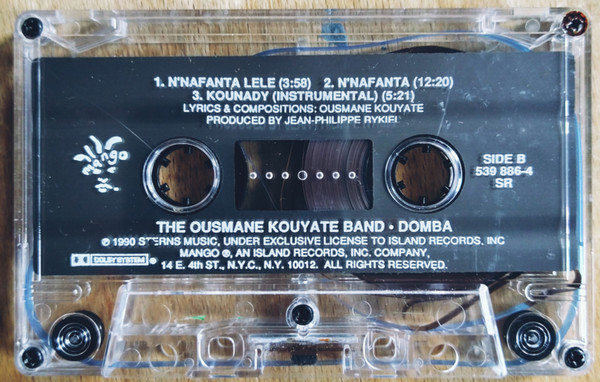 1. N'NAFANTA LELE (3:58) 2. N'NAFANTA (12:20)
3. KOUNADY (INSTRUMENTAL) (5:21)
LYRICS & COMPOSITIONS: OUSMANE KOUYATE
PRODUCED BY JEAN-PHILIPPE RYKIEL
Mango
SIDE B
539 886-4
SR
THE OUSMANE KOUYATE BAND • DOMBA
℗ 1990 STERNS MUSIC, UNDER EXCLUSIVE LICENSE TO ISLAND RECORDS, INC
MANGO ®, AN ISLAND RECORDS, INC. COMPANY,
DOLBY SYSTEM ®
14 E. 4th ST., N.Y.C., N.Y. 10012. ALL RIGHTS RESERVED.